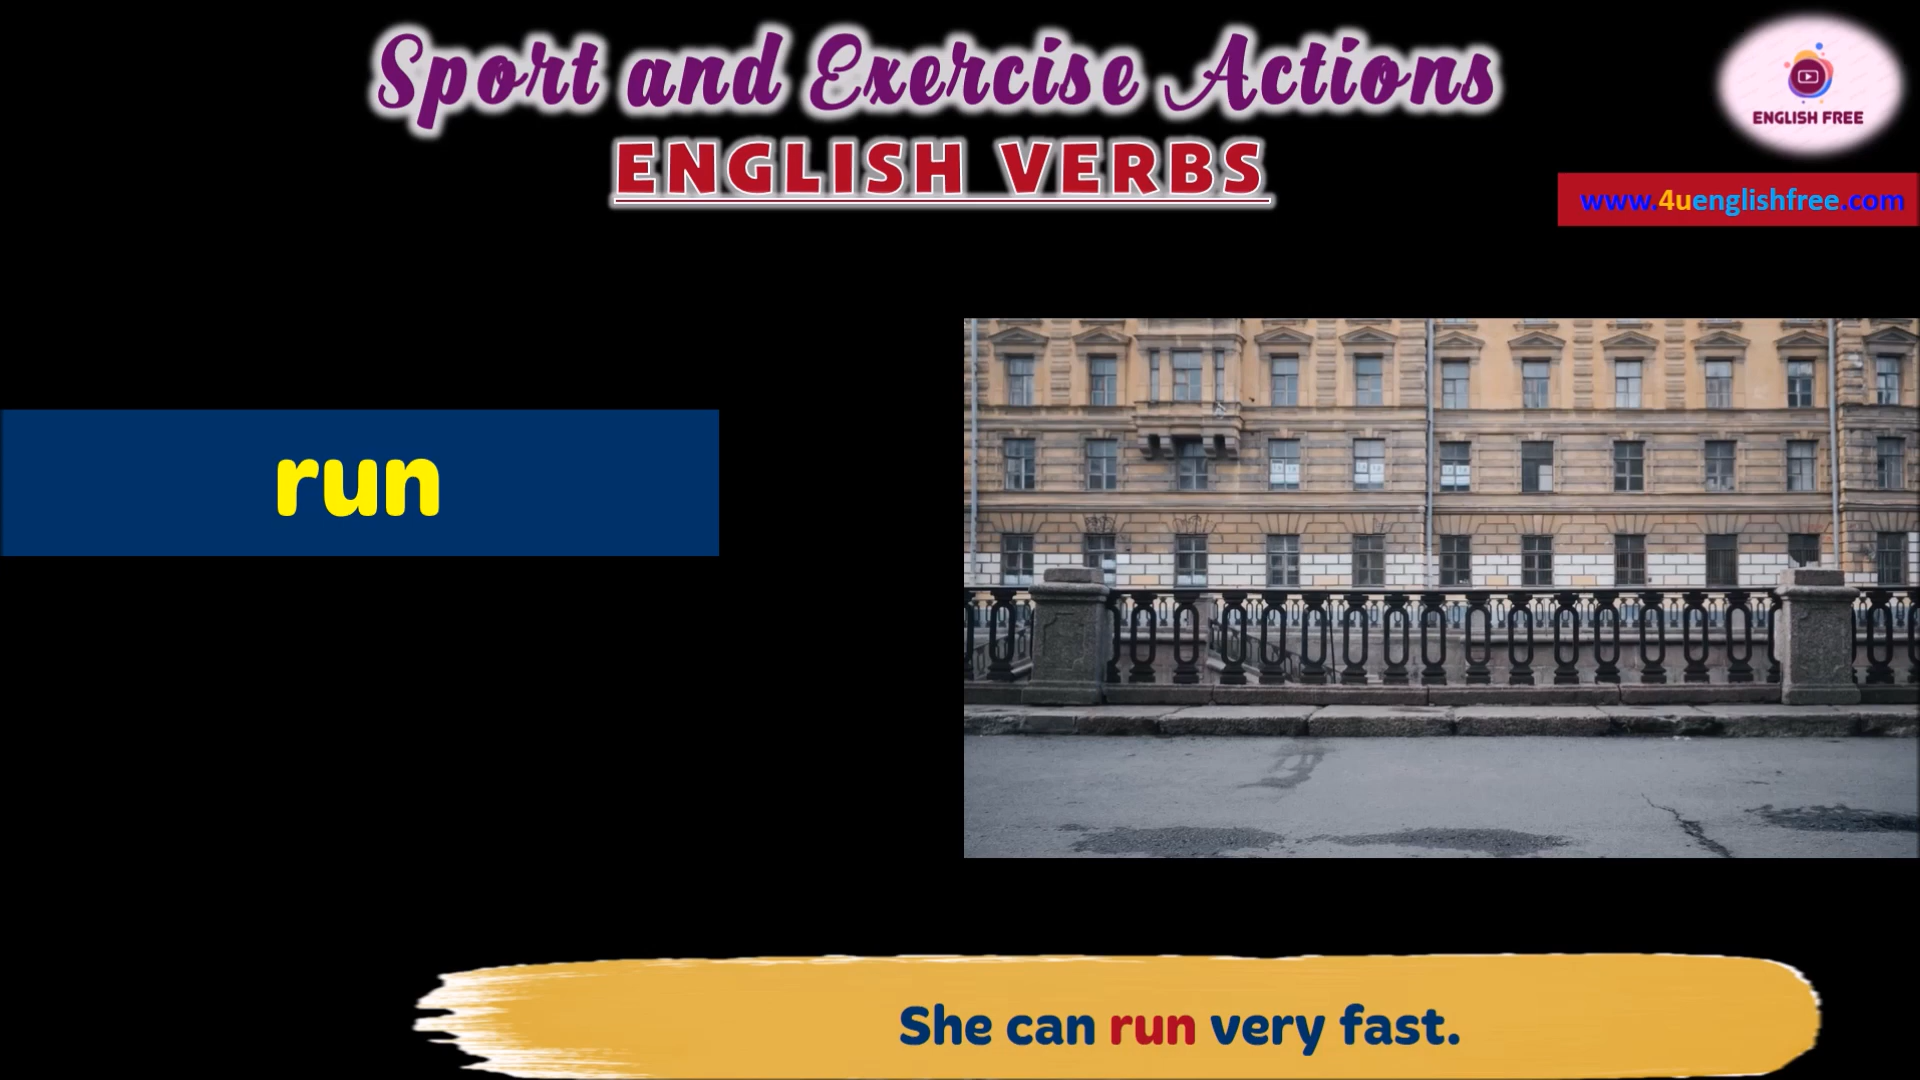 Sport and Exercise Actions
ENGLISH VERBS
ENGLISH FREE
www.4uenglishfree.com
run
She can run very fast.